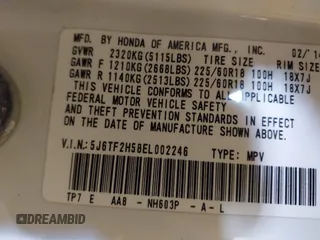 MFD. BY HONDA OF AMERICA MFG., INC. 02/14
GVWR 2320KG(5115LBS) TIRE SIZE RIM SIZE
GAWR F 1210KG(2668LBS) 225/60R18 100H 18X7J
GAWR R 1140KG(2513LBS) 225/60R18 100H 18X7J
THIS VEHICLE CONFORMS TO ALL APPLICABLE
FEDERAL MOTOR VEHICLE SAFETY
AND THEFT PREVENTION STANDARDS IN EFFECT
ON THE DATE OF MANUFACTURE SHOWN ABOVE.
V.I.N.: 5J6TF2H58EL002246 TYPE: MPV
TP7 E AA8 - NH603P - A - L
DREAMBID